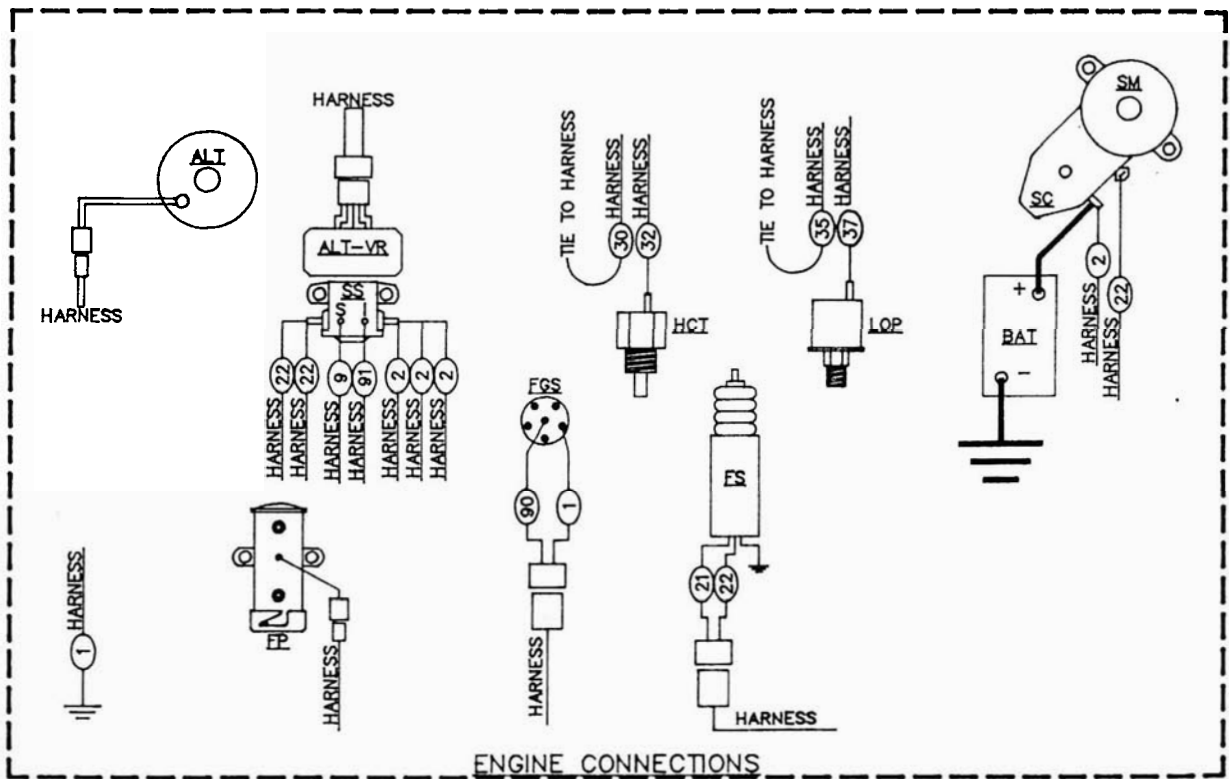 HARNESS
ALT
HARNESS
ALT-VR
SS
S I
22 22 9 91 2 2 2
HARNESS HARNESS HARNESS HARNESS HARNESS HARNESS HARNESS
TIE TO HARNESS
HARNESS HARNESS
30 32
HCT
TIE TO HARNESS
HARNESS HARNESS
35 37
LOP
SM
SC
+
BAT
-
2
HARNESS
22
HARNESS
FGS
90 1
HARNESS
FS
21 22
HARNESS
HARNESS
1
FP
HARNESS
ENGINE CONNECTIONS